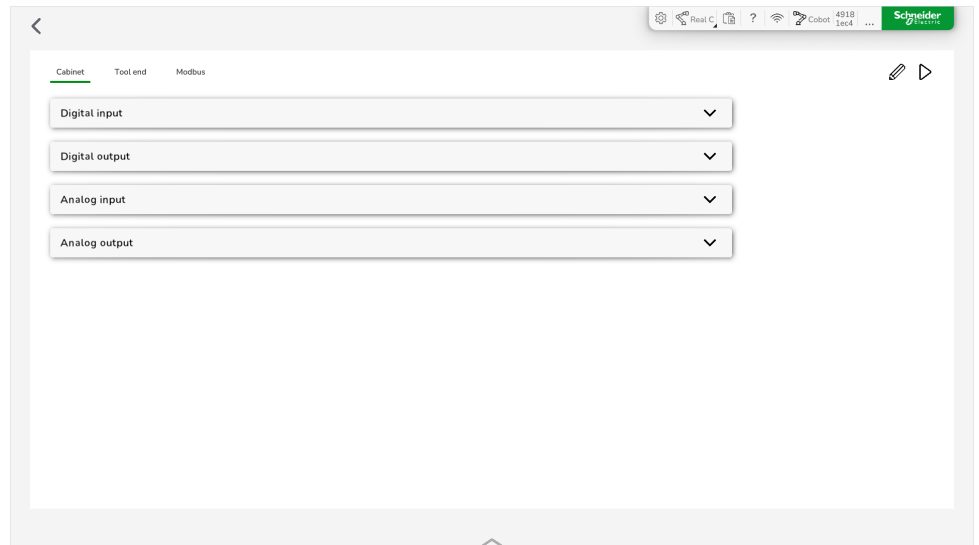 Real C ? Cobot 4918 ... Schneider
1ec4 Electric
Cabinet Tool end Modbus
Digital input
Digital output
Analog input
Analog output